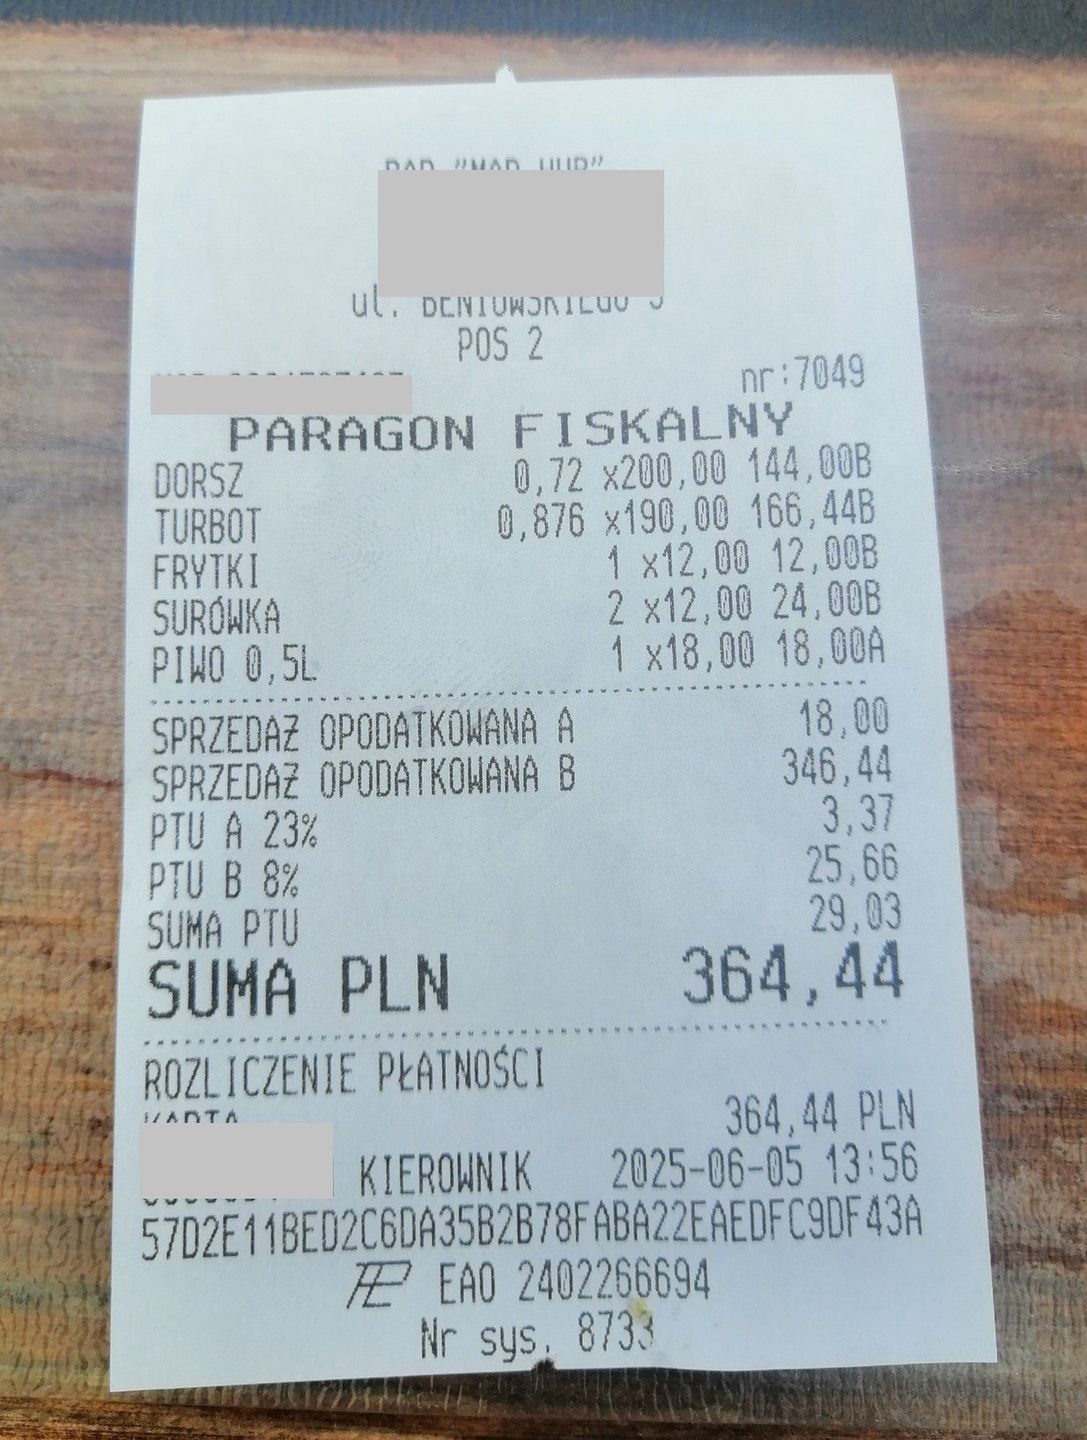 ul. BENIOWSKIEGO 5
POS 2
nr:7049
PARAGON FISKALNY
DORSZ 0,72 x200,00 144,00B
TURBOT 0,876 x190,00 166,44B
FRYTKI 1 x12,00 12,00B
SURÓWKA 2 x12,00 24,00B
PIWO 0,5L 1 x18,00 18,00A
SPRZEDAŻ OPODATKOWANA A 18,00
SPRZEDAŻ OPODATKOWANA B 346,44
PTU A 23% 3,37
PTU B 8% 25,66
SUMA PTU 29,03
SUMA PLN 364,44
ROZLICZENIE PŁATNOŚCI
KARTA 364,44 PLN
KIEROWNIK 2025-06-05 13:56
57D2E11BED2C6DA35B2B78FABA22EAEDFC9DF43A
EAO 2402266694
Nr sys. 8733